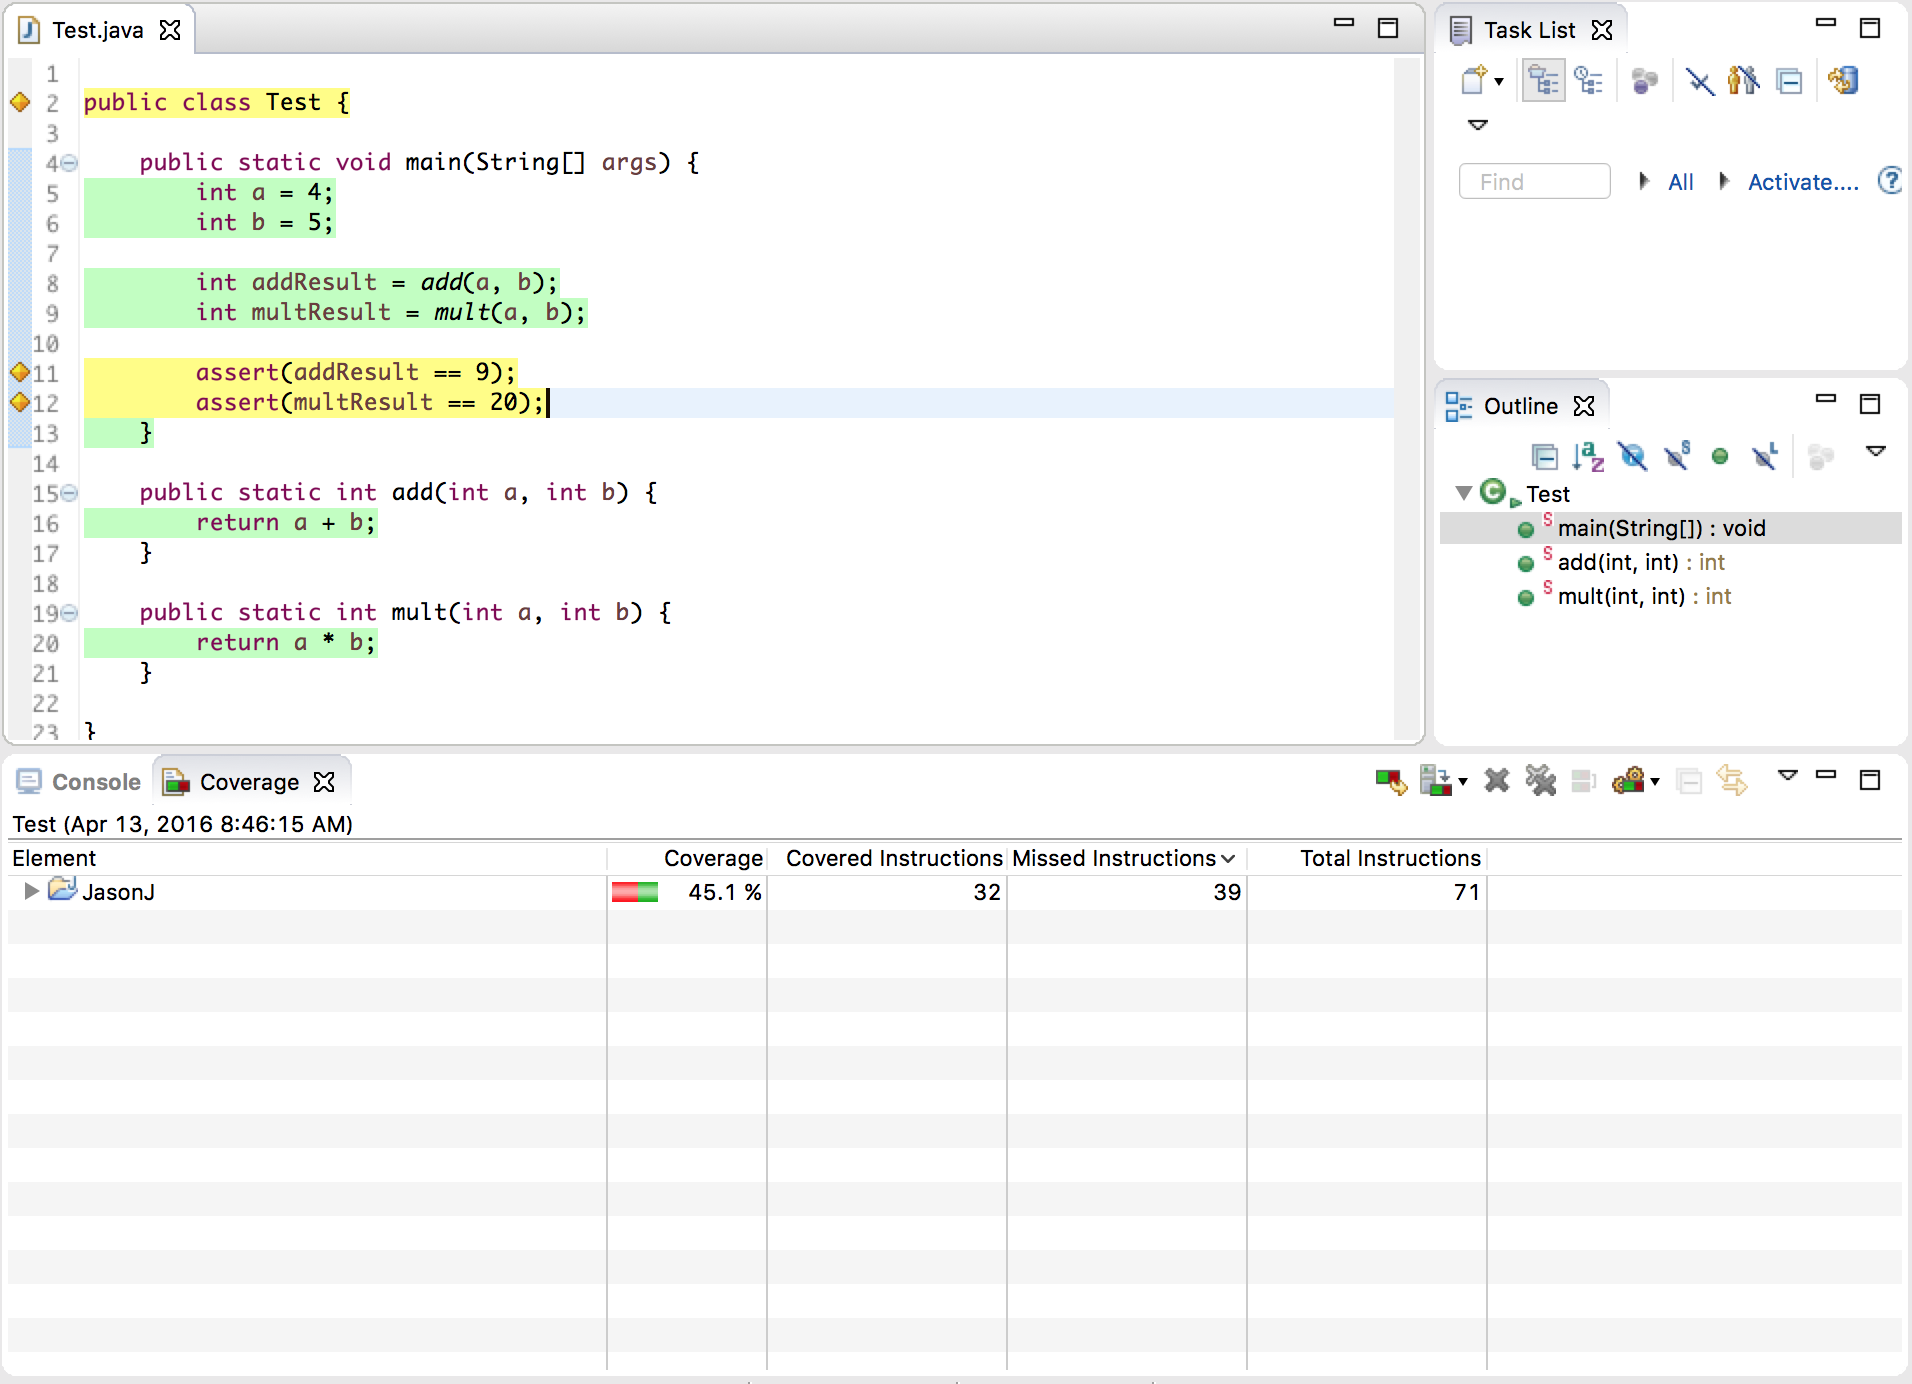 Test.java
1
2 public class Test {
3
4 public static void main(String[] args) {
5 int a = 4;
6 int b = 5;
7
8 int addResult = add(a, b);
9 int multResult = mult(a, b);
10
11 assert(addResult == 9);
12 assert(multResult == 20);
13 }
14
15 public static int add(int a, int b) {
16 return a + b;
17 }
18
19 public static int mult(int a, int b) {
20 return a * b;
21 }
22
23 }
Task List
Find All Activate....
Outline
Test
main(String[]) : void
add(int, int) : int
mult(int, int) : int
Console Coverage
Test (Apr 13, 2016 8:46:15 AM)
Element Coverage Covered Instructions Missed Instructions Total Instructions
JasonJ 45.1 % 32 39 71